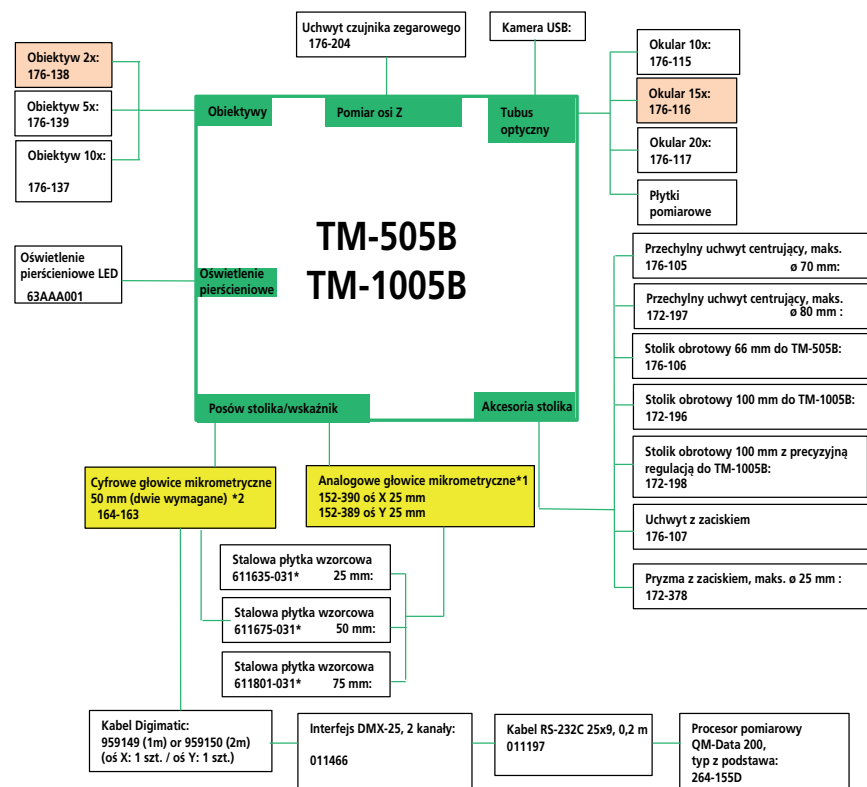 Uchwyt czujnika zegarowego
176-204
Kamera USB:
Obiektyw 2x:
176-138
Obiektyw 5x:
176-139
Obiektyw 10x:
176-137
Okular 10x:
176-115
Okular 15x:
176-116
Okular 20x:
176-117
Płytki
pomiarowe
Obiektywy
Pomiar osi Z
Tubus
optyczny
TM-505B
TM-1005B
Oświetlenie
pierścieniowe LED
63AAA001
Oświetlenie
pierścieniowe
Posów stolika/wskaźnik
Akcesoria stolika
Przechylny uchwyt centrujący, maks.
176-105 ø 70 mm:
Przechylny uchwyt centrujący, maks.
172-197 ø 80 mm :
Stolik obrotowy 66 mm do TM-505B:
176-106
Stolik obrotowy 100 mm do TM-1005B:
172-196
Stolik obrotowy 100 mm z precyzyjną
regulacją do TM-1005B:
172-198
Uchwyt z zaciskiem
176-107
Pryzma z zaciskiem, maks. ø 25 mm :
172-378
Cyfrowe głowice mikrometryczne
50 mm (dwie wymagane) *2
164-163
Analogowe głowice mikrometryczne*1
152-390 oś X 25 mm
152-389 oś Y 25 mm
Stalowa płytka wzorcowa
611635-031* 25 mm:
Stalowa płytka wzorcowa
611675-031* 50 mm:
Stalowa płytka wzorcowa
611801-031* 75 mm:
Kabel Digimatic:
959149 (1m) or 959150 (2m)
(oś X: 1 szt. / oś Y: 1 szt.)
Interfejs DMX-25, 2 kanały:
011466
Kabel RS-232C 25x9, 0,2 m
011197
Procesor pomiarowy
QM-Data 200,
typ z podstawa:
264-155D